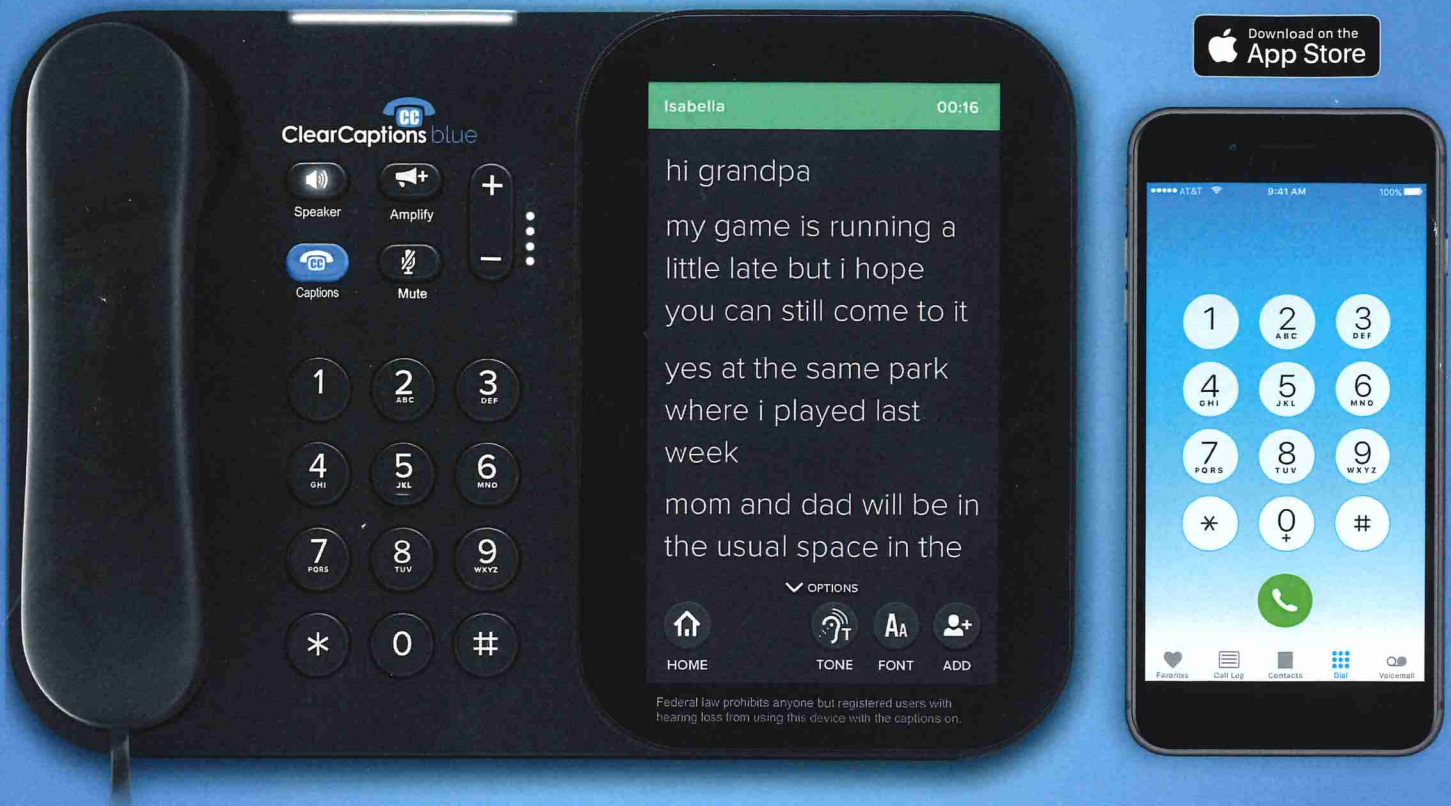 Download on the
App Store
CC
ClearCaptions blue
Speaker
Amplify
+
CC
Captions
Mute
−
1
2
ABC
3
DEF
4
GHI
5
JKL
6
MNO
7
PQRS
8
TUV
9
WXYZ
*
0
#
Isabella 00:16
hi grandpa
my game is running a
little late but i hope
you can still come to it
yes at the same park
where i played last
week
mom and dad will be in
the usual space in the
OPTIONS
T
AA
HOME TONE FONT ADD
Federal law prohibits anyone but registered users with
hearing loss from using this device with the captions on.
AT&T 9:41 AM 100%
1
2
ABC
3
DEF
4
GHI
5
JKL
6
MNO
7
PQRS
8
TUV
9
WXYZ
*
0
+
#
Favorites Call Log Contacts Dial Voicemail